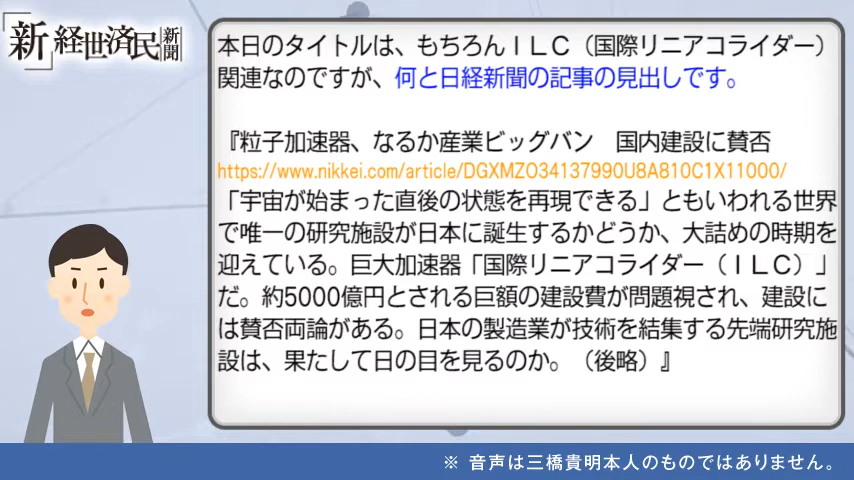 「新」経世済民新聞
本日のタイトルは、もちろんＩＬＣ（国際リニアコライダー）
関連なのですが、何と日経新聞の記事の見出しです。
『粒子加速器、なるか産業ビッグバン　国内建設に賛否
https://www.nikkei.com/article/DGXMZO34137990U8A810C1X11000/
「宇宙が始まった直後の状態を再現できる」ともいわれる世界
で唯一の研究施設が日本に誕生するかどうか、大詰めの時期を
迎えている。巨大加速器「国際リニアコライダー（ＩＬＣ）」
だ。約5000億円とされる巨額の建設費が問題視され、建設に
は賛否両論がある。日本の製造業が技術を結集する先端研究施
設は、果たして日の目を見るのか。（後略）』
※ 音声は三橋貴明本人のものではありません。